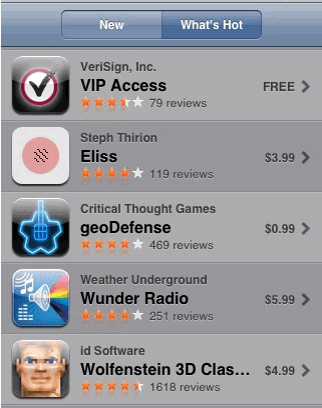 New What's Hot
VeriSign, Inc.
VIP Access FREE
79 reviews
Steph Thirion
Eliss $3.99
119 reviews
Critical Thought Games
geoDefense $0.99
469 reviews
Weather Underground
Wunder Radio $5.99
251 reviews
id Software
Wolfenstein 3D Clas... $4.99
1618 reviews